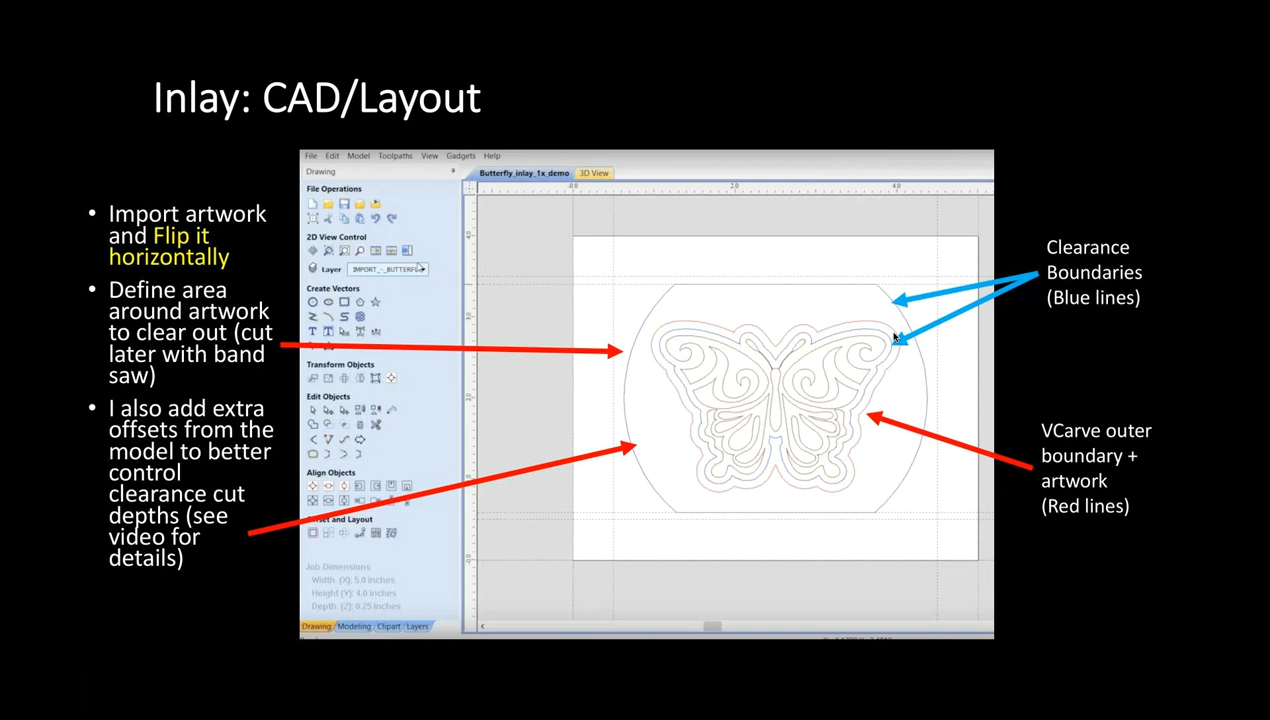 Inlay: CAD/Layout
• Import artwork
and Flip it
horizontally
• Define area
around artwork
to clear out (cut
later with band
saw)
• I also add extra
offsets from the
model to better
control
clearance cut
depths (see
video for
details)
File Edit Model Toolpaths View Gadgets Help
Drawing
Butterfly_inlay_1x_demo 3D View
File Operations
2D View Control
Layer
Create Vectors
Transform Objects
Edit Objects
Align Objects
and Layout
Job Dimensions
Width (X): 5.0 inches
Height (Y): 4.0 inches
Depth (Z): 0.25 inches
Drawing Modeling Clipart Layers
2.0 4.0
Clearance
Boundaries
(Blue lines)
VCarve outer
boundary +
artwork
(Red lines)